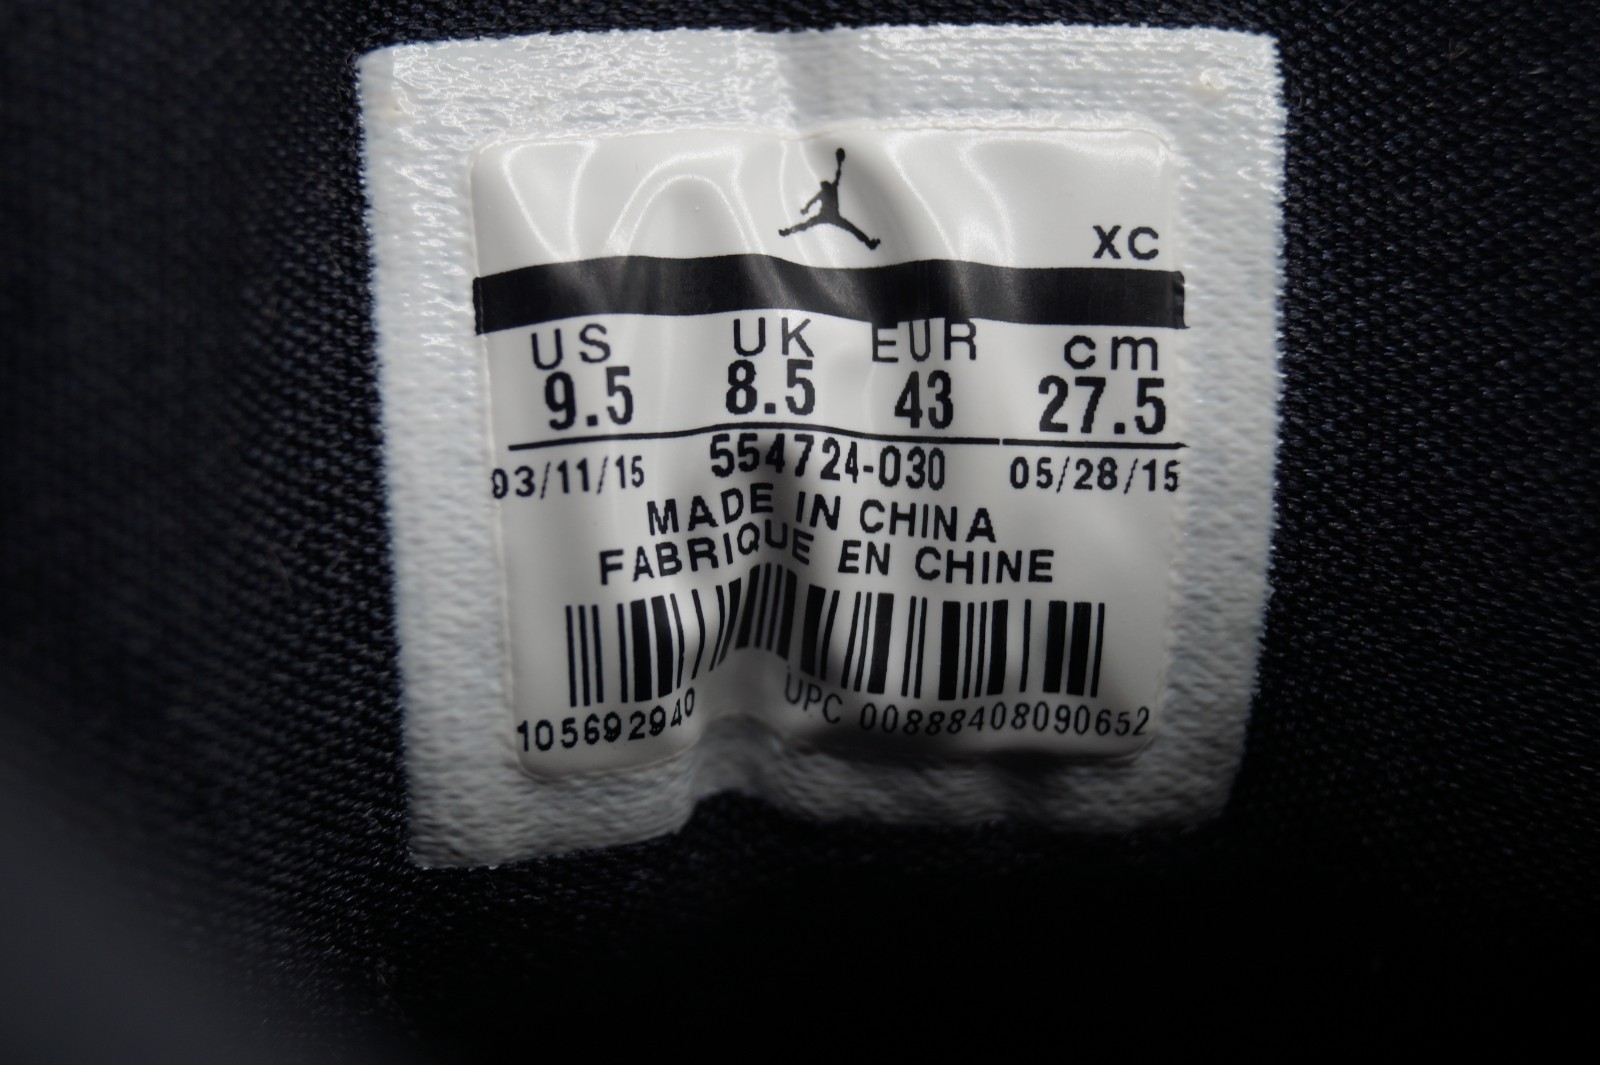 XC
US UK EUR cm
9.5 8.5 43 27.5
03/11/15 554724-030 05/28/15
MADE IN CHINA
FABRIQUE EN CHINE
105692940 UPC 00888408090652